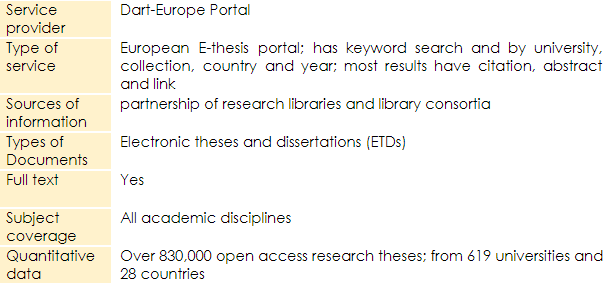 Service Dart-Europe Portal
provider
Type of European E-thesis portal; has keyword search and by university,
service collection, country and year; most results have citation, abstract
and link
Sources of partnership of research libraries and library consortia
information
Types of Electronic theses and dissertations (ETDs)
Documents
Full text Yes
Subject All academic disciplines
coverage
Quantitative Over 830,000 open access research theses; from 619 universities and
data 28 countries